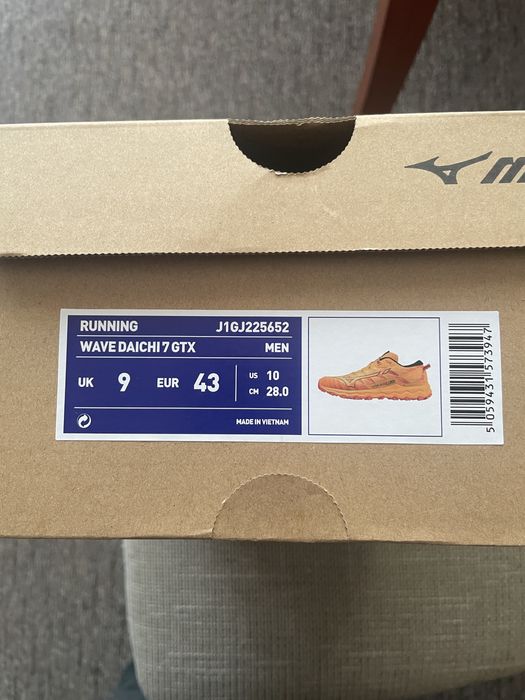 RUNNING J1GJ225652
WAVE DAICHI 7 GTX MEN
UK 9 EUR 43 US 10
CM 28.0
MADE IN VIETNAM
5 059431 573947